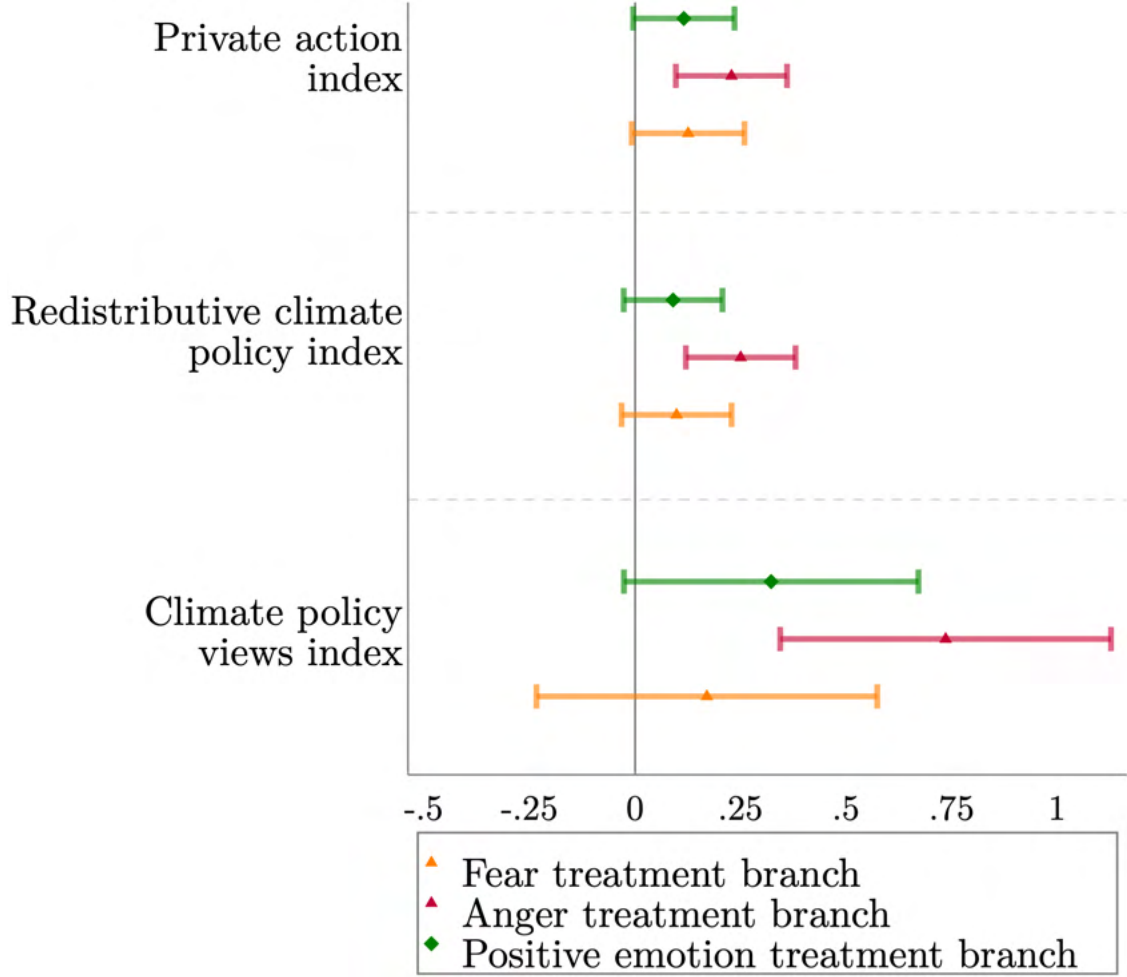 Private action
index
Redistributive climate
policy index
Climate policy
views index
-.5 -.25 0 .25 .5 .75 1
Fear treatment branch
Anger treatment branch
Positive emotion treatment branch